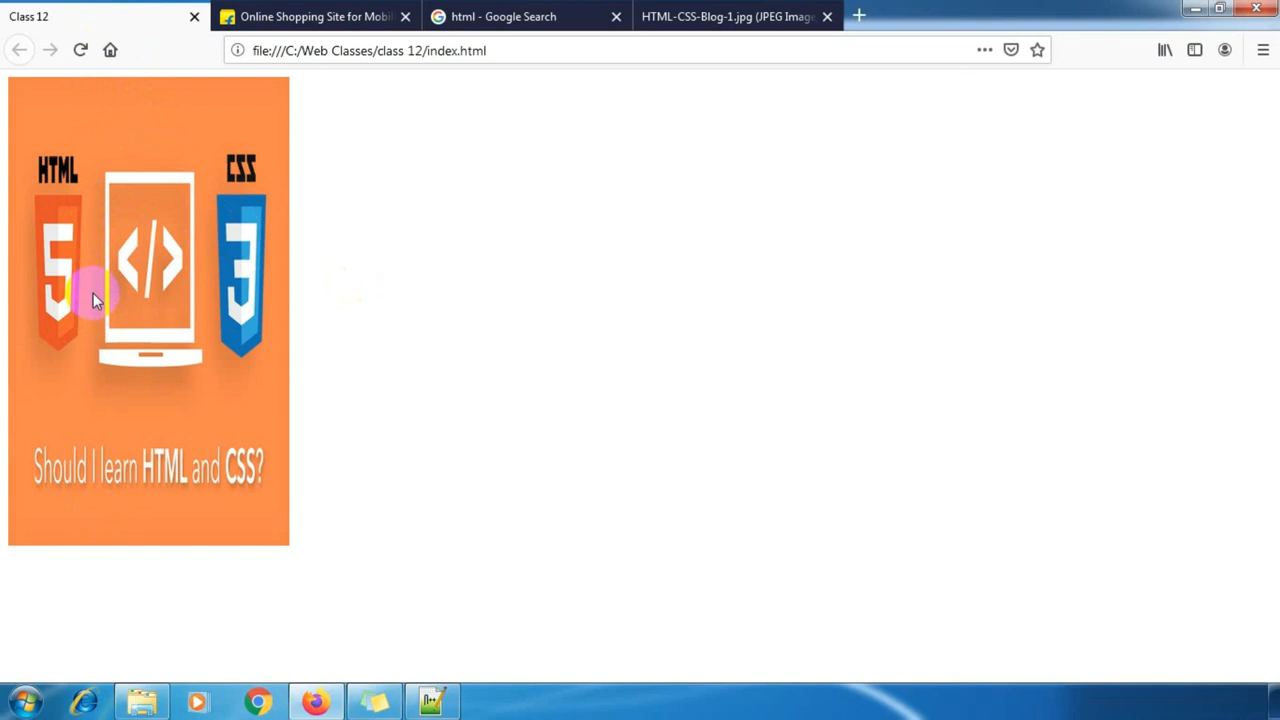 Class 12
Online Shopping Site for Mobil
html - Google Search
HTML-CSS-Blog-1.jpg (JPEG Imag
file:///C:/Web Classes/class 12/index.html
HTML
CSS
5
</>
3
Should I learn HTML and CSS?